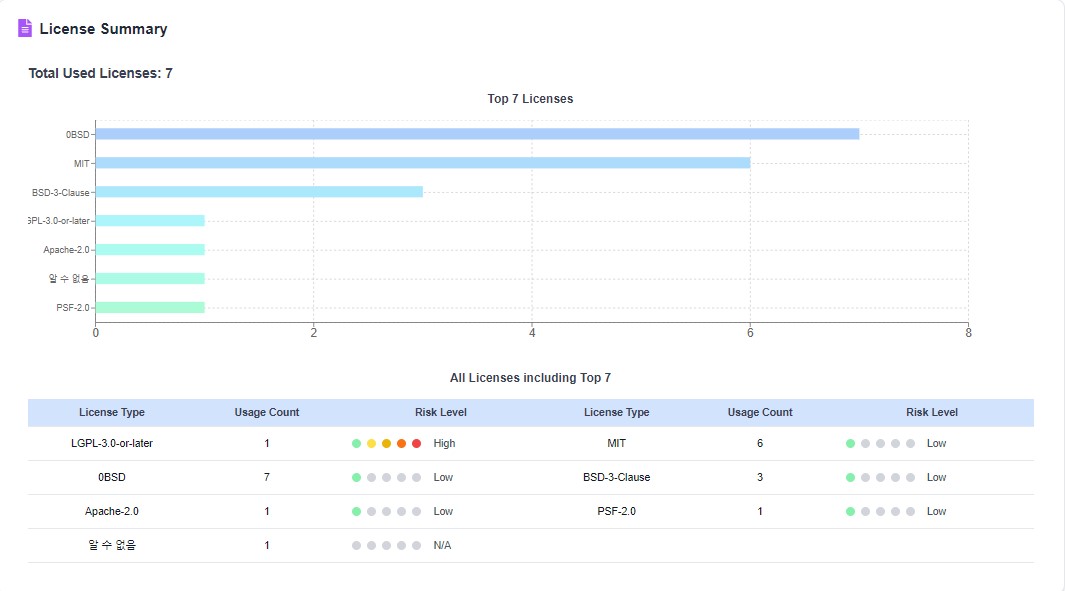 License Summary
Total Used Licenses: 7
Top 7 Licenses
0BSD
MIT
BSD-3-Clause
GPL-3.0-or-later
Apache-2.0
알 수 없음
PSF-2.0
0 2 4 6 8
All Licenses including Top 7
License Type Usage Count Risk Level License Type Usage Count Risk Level
LGPL-3.0-or-later 1 High MIT 6 Low
0BSD 7 Low BSD-3-Clause 3 Low
Apache-2.0 1 Low PSF-2.0 1 Low
알 수 없음 1 N/A